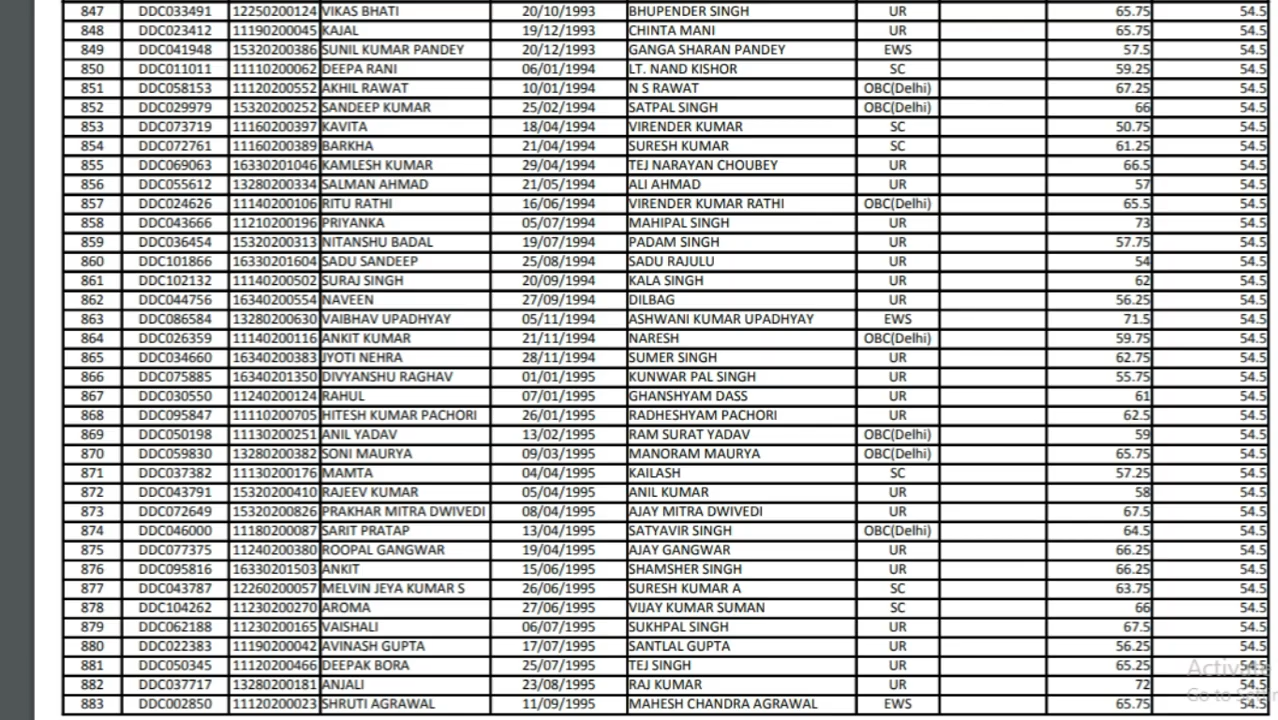 847 DDC033491 12250200124 VIKAS BHATI 20/10/1993 BHUPENDER SINGH UR 65.75 54.5
848 DDC023412 11190200045 KAJAL 19/12/1993 CHINTA MANI UR 65.75 54.5
849 DDC041948 15320200386 SUNIL KUMAR PANDEY 20/12/1993 GANGA SHARAN PANDEY EWS 57.5 54.5
850 DDC011011 11110200062 DEEPA RANI 06/01/1994 LT. NAND KISHOR SC 59.25 54.5
851 DDC058153 11120200552 AKHIL RAWAT 10/01/1994 N S RAWAT OBC(Delhi) 67.25 54.5
852 DDC029979 15320200252 SANDEEP KUMAR 25/02/1994 SATPAL SINGH OBC(Delhi) 66 54.5
853 DDC073719 11160200397 KAVITA 18/04/1994 VIRENDER KUMAR SC 50.75 54.5
854 DDC072761 11160200389 BARKHA 21/04/1994 SURESH KUMAR SC 61.25 54.5
855 DDC069063 16330201046 KAMLESH KUMAR 29/04/1994 TEJ NARAYAN CHOUBEY UR 66.5 54.5
856 DDC055612 13280200334 SALMAN AHMAD 21/05/1994 ALI AHMAD UR 57 54.5
857 DDC024626 11140200106 RITU RATHI 16/06/1994 VIRENDER KUMAR RATHI OBC(Delhi) 65.5 54.5
858 DDC043666 11210200196 PRIYANKA 05/07/1994 MAHIPAL SINGH UR 73 54.5
859 DDC036454 15320200313 NITANSHU BADAL 19/07/1994 PADAM SINGH UR 57.75 54.5
860 DDC101866 16330201604 SADU SANDEEP 25/08/1994 SADU RAJULU UR 54 54.5
861 DDC102132 11140200502 SURAJ SINGH 20/09/1994 KALA SINGH UR 62 54.5
862 DDC044756 16340200554 NAVEEN 27/09/1994 DILBAG UR 56.25 54.5
863 DDC086584 13280200630 VAIBHAV UPADHYAY 05/11/1994 ASHWANI KUMAR UPADHYAY EWS 71.5 54.5
864 DDC026359 11140200116 ANKIT KUMAR 21/11/1994 NARESH OBC(Delhi) 59.75 54.5
865 DDC034660 16340200383 JYOTI NEHRA 28/11/1994 SUMER SINGH UR 62.75 54.5
866 DDC075885 16340201350 DIVYANSHU RAGHAV 01/01/1995 KUNWAR PAL SINGH UR 55.75 54.5
867 DDC030550 11240200124 RAHUL 07/01/1995 GHANSHYAM DASS UR 61 54.5
868 DDC095847 11110200705 HITESH KUMAR PACHORI 26/01/1995 RADHESHYAM PACHORI UR 62.5 54.5
869 DDC050198 11130200251 ANIL YADAV 13/02/1995 RAM SURAT YADAV OBC(Delhi) 59 54.5
870 DDC059830 13280200382 SONI MAURYA 09/03/1995 MANORAM MAURYA OBC(Delhi) 65.75 54.5
871 DDC037382 11130200176 MAMTA 04/04/1995 KAILASH SC 57.25 54.5
872 DDC043791 15320200410 RAJEEV KUMAR 05/04/1995 ANIL KUMAR UR 58 54.5
873 DDC072649 15320200826 PRAKHAR MITRA DWIVEDI 08/04/1995 AJAY MITRA DWIVEDI UR 67.5 54.5
874 DDC046000 11180200087 SARIT PRATAP 13/04/1995 SATYAVIR SINGH OBC(Delhi) 64.5 54.5
875 DDC077375 11240200380 ROOPAL GANGWAR 19/04/1995 AJAY GANGWAR UR 66.25 54.5
876 DDC095816 16330201503 ANKIT 15/06/1995 SHAMSHER SINGH UR 66.25 54.5
877 DDC043787 12260200057 MELVIN JEYA KUMAR S 26/06/1995 SURESH KUMAR A SC 63.75 54.5
878 DDC104262 11230200270 AROMA 27/06/1995 VIJAY KUMAR SUMAN SC 66 54.5
879 DDC062188 11230200165 VAISHALI 06/07/1995 SUKHPAL SINGH UR 67.5 54.5
880 DDC022383 11190200042 AVINASH GUPTA 17/07/1995 SANTLAL GUPTA UR 56.25 54.5
881 DDC050345 11120200466 DEEPAK BORA 25/07/1995 TEJ SINGH UR 65.25 54.5
882 DDC037717 13280200181 ANJALI 23/08/1995 RAJ KUMAR UR 72 54.5
883 DDC002850 11120200023 SHRUTI AGRAWAL 11/09/1995 MAHESH CHANDRA AGRAWAL EWS 65.75 54.5